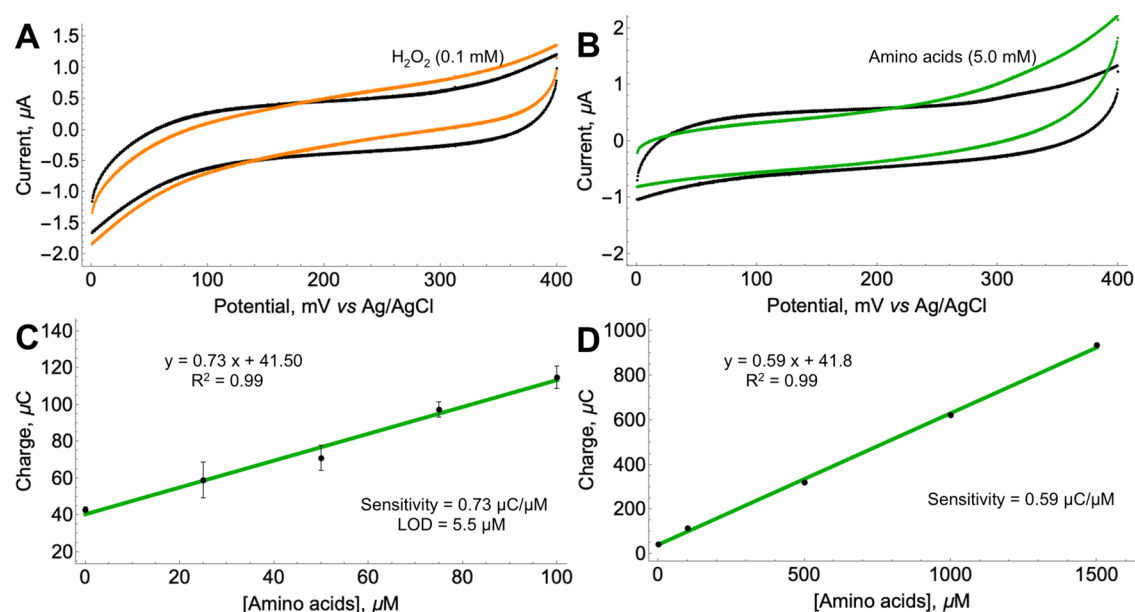 A
H₂O₂ (0.1 mM)
1.5
1.0
0.5
0.0
−0.5
−1.0
−1.5
−2.0
Current, µA
0 100 200 300 400
Potential, mV vs Ag/AgCl
B
Amino acids (5.0 mM)
2
1
0
−1
−2
Current, µA
0 100 200 300 400
Potential, mV vs Ag/AgCl
C
y = 0.73 x + 41.50
R² = 0.99
140
120
100
80
60
40
20
Charge, µC
Sensitivity = 0.73 µC/µM
LOD = 5.5 µM
0 20 40 60 80 100
[Amino acids], µM
D
y = 0.59 x + 41.8
R² = 0.99
1000
800
600
400
200
0
Charge, µC
Sensitivity = 0.59 µC/µM
0 500 1000 1500
[Amino acids], µM